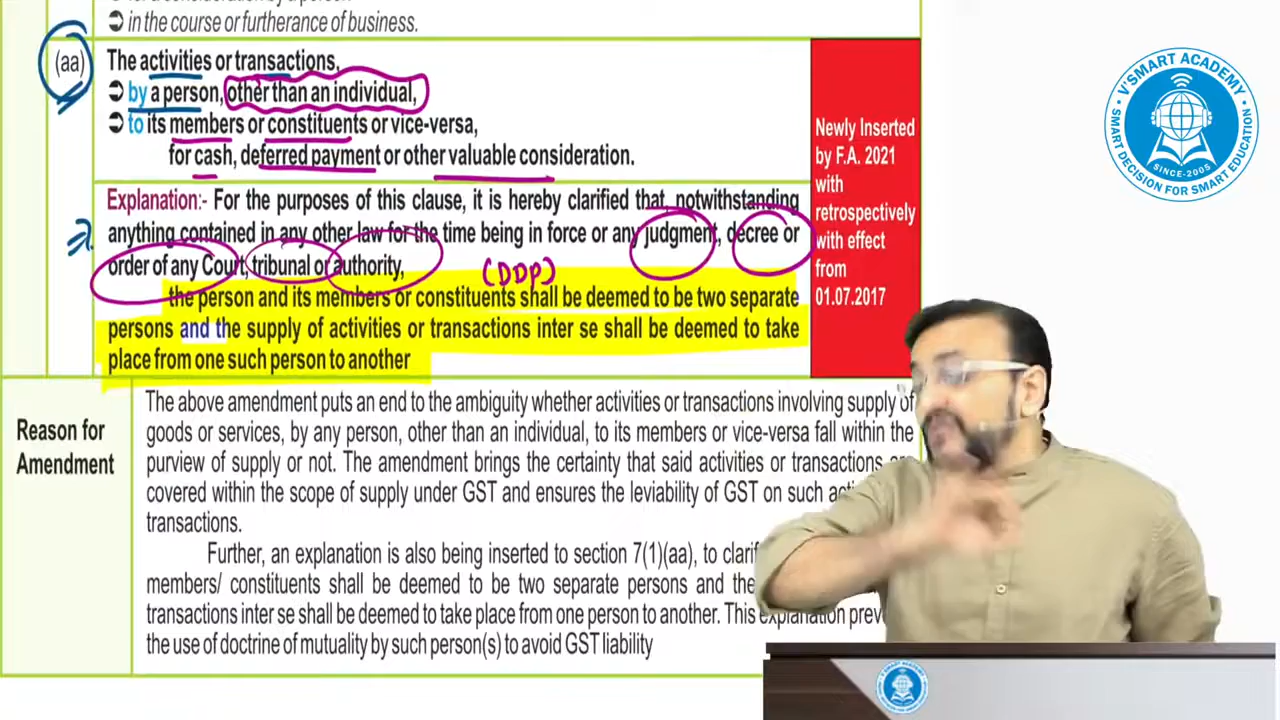 ➲ in the course or furtherance of business.
(aa)
The activities or transactions,
➲ by a person, other than an individual,
➲ to its members or constituents or vice-versa,
for cash, deferred payment or other valuable consideration.
Explanation:- For the purposes of this clause, it is hereby clarified that, notwithstanding
anything contained in any other law for the time being in force or any judgment, decree or
order of any Court, tribunal or authority,
(DDP)
the person and its members or constituents shall be deemed to be two separate
persons and the supply of activities or transactions inter se shall be deemed to take
place from one such person to another
Newly Inserted
by F.A. 2021
with
retrospectively
with effect
from
01.07.2017
Reason for
Amendment
The above amendment puts an end to the ambiguity whether activities or transactions involving supply of
goods or services, by any person, other than an individual, to its members or vice-versa fall within the
purview of supply or not. The amendment brings the certainty that said activities or transactions are
covered within the scope of supply under GST and ensures the leviability of GST on such
transactions.
Further, an explanation is also being inserted to section 7(1)(aa), to
members/ constituents shall be deemed to be two separate persons and the
transactions inter se shall be deemed to take place from one person to another. This explanation
the use of doctrine of mutuality by such person(s) to avoid GST liability
V'SMART ACADEMY
SINCE-2005
SMART DECISION FOR SMART EDUCATION